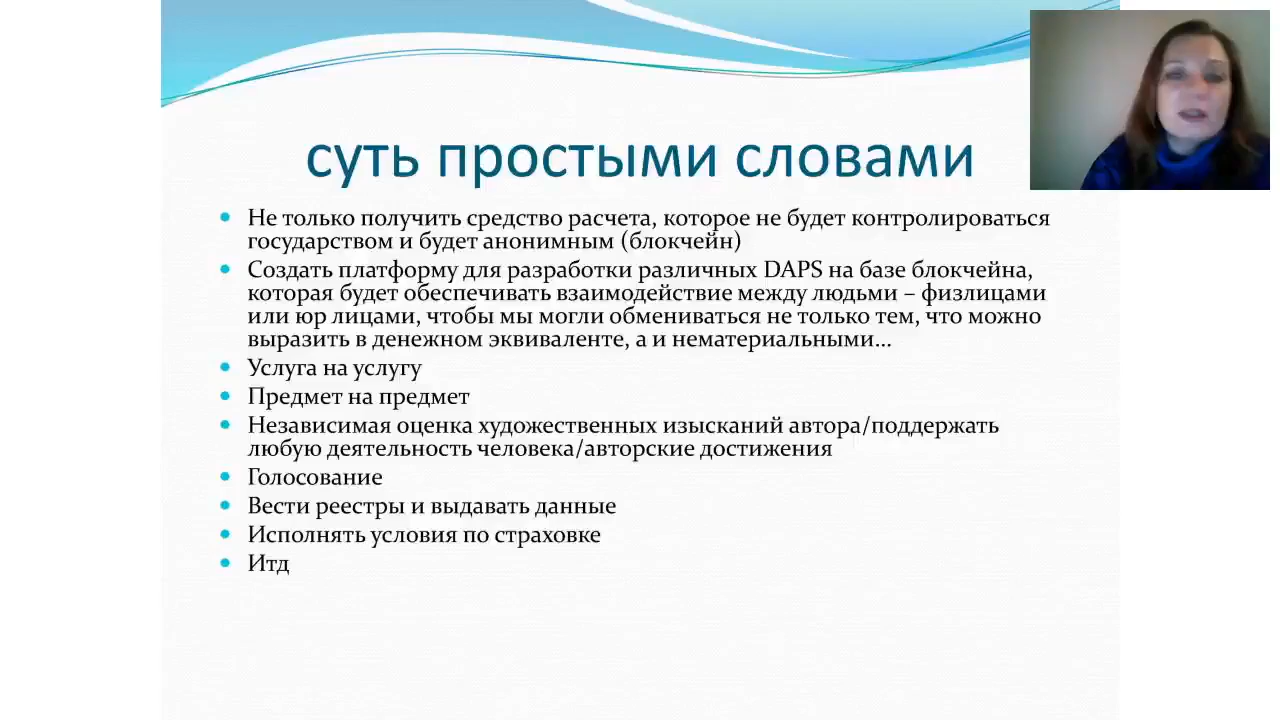 суть простыми словами
Не только получить средство расчета, которое не будет контролироваться
государством и будет анонимным (блокчейн)
Создать платформу для разработки различных DAPS на базе блокчейна,
которая будет обеспечивать взаимодействие между людьми – физлицами
или юр лицами, чтобы мы могли обмениваться не только тем, что можно
выразить в денежном эквиваленте, а и нематериальными...
Услуга на услугу
Предмет на предмет
Независимая оценка художественных изысканий автора/поддержать
любую деятельность человека/авторские достижения
Голосование
Вести реестры и выдавать данные
Исполнять условия по страховке
Итд